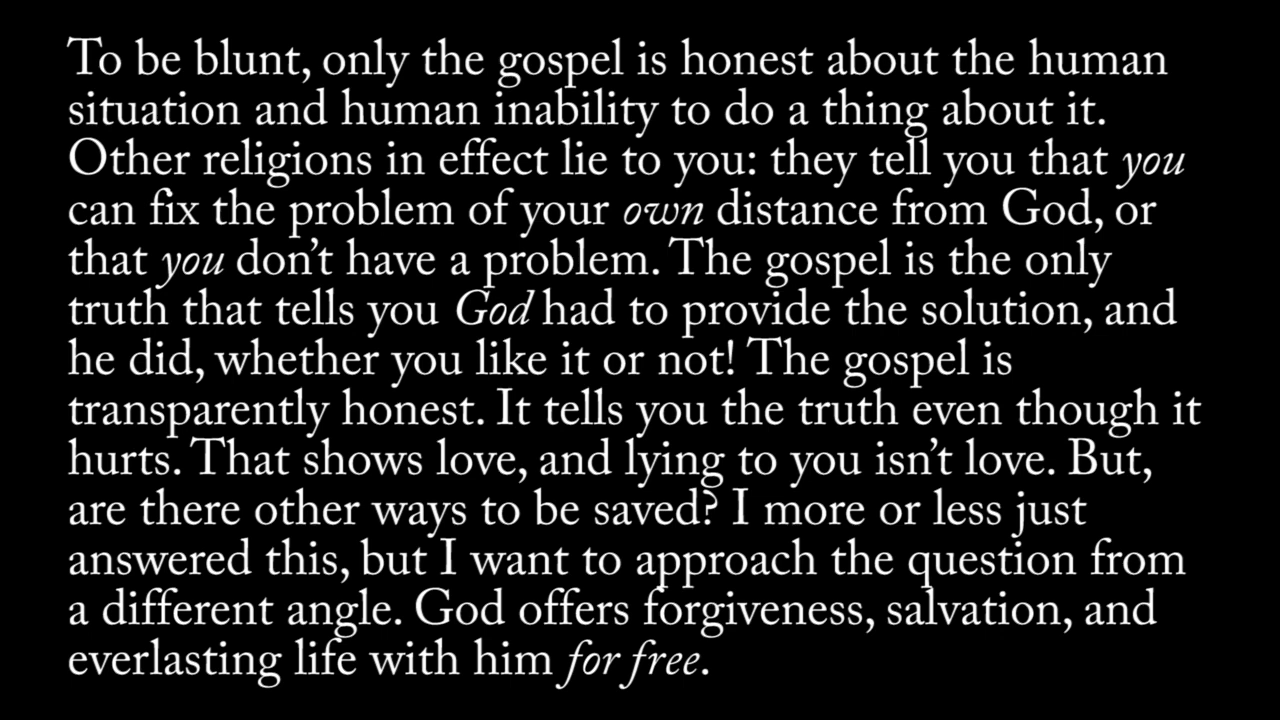 To be blunt, only the gospel is honest about the human
situation and human inability to do a thing about it.
Other religions in effect lie to you: they tell you that you
can fix the problem of your own distance from God, or
that you don’t have a problem. The gospel is the only
truth that tells you God had to provide the solution, and
he did, whether you like it or not! The gospel is
transparently honest. It tells you the truth even though it
hurts. That shows love, and lying to you isn’t love. But,
are there other ways to be saved? I more or less just
answered this, but I want to approach the question from
a different angle. God offers forgiveness, salvation, and
everlasting life with him for free.